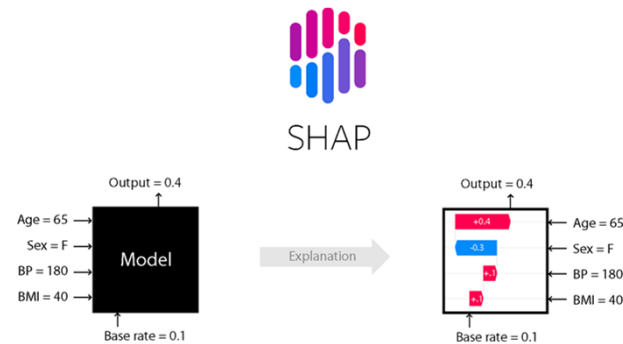 SHAP
Output = 0.4
Age = 65
Sex = F
BP = 180
BMI = 40
Model
Base rate = 0.1
Explanation
Output = 0.4
+0.4
Age = 65
-0.3
Sex = F
+.1
BP = 180
+.1
BMI = 40
Base rate = 0.1